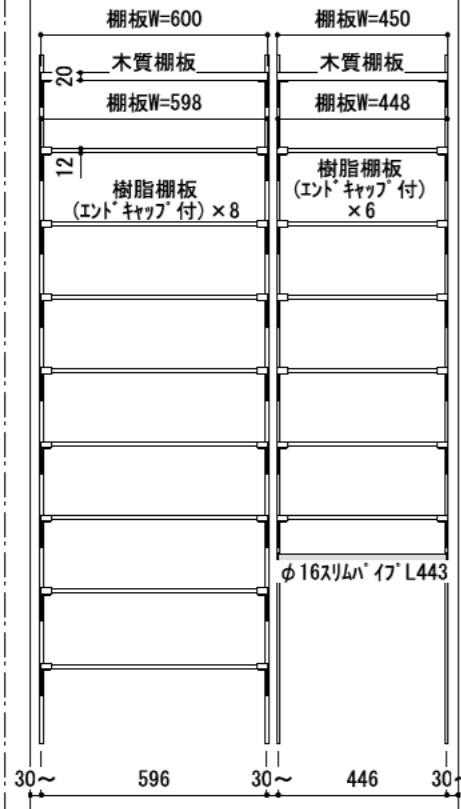 棚板W=600
棚板W=450
木質棚板
木質棚板
20
棚板W=598
棚板W=448
12
樹脂棚板
(エンドキャップ付)×8
樹脂棚板
(エンドキャップ付)
×6
φ16スリムパイプL443
30~
596
30~
446
30~